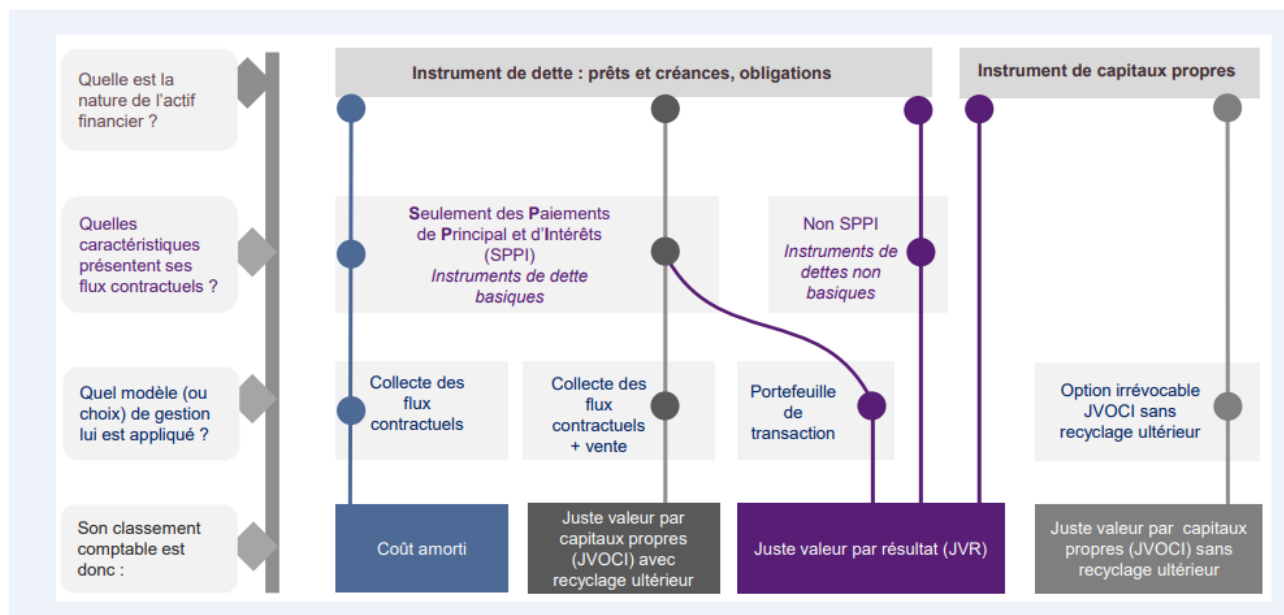 Quelle est la
nature de l'actif
financier ?
Instrument de dette : prêts et créances, obligations
Instrument de capitaux propres
Quelles
caractéristiques
présentent ses
flux contractuels ?
Seulement des Paiements
de Principal et d'Intérêts
(SPPI)
Instruments de dette
basiques
Non SPPI
Instruments de
dettes non
basiques
Quel modèle (ou
choix) de gestion
lui est appliqué ?
Collecte des
flux
contractuels
Collecte des
flux
contractuels
+ vente
Portefeuille
de
transaction
Option irrévocable
JVOCI sans
recyclage ultérieur
Son classement
comptable est
donc :
Coût amorti
Juste valeur par
capitaux propres
(JVOCI) avec
recyclage ultérieur
Juste valeur par résultat (JVR)
Juste valeur par capitaux
propres (JVOCI) sans
recyclage ultérieur